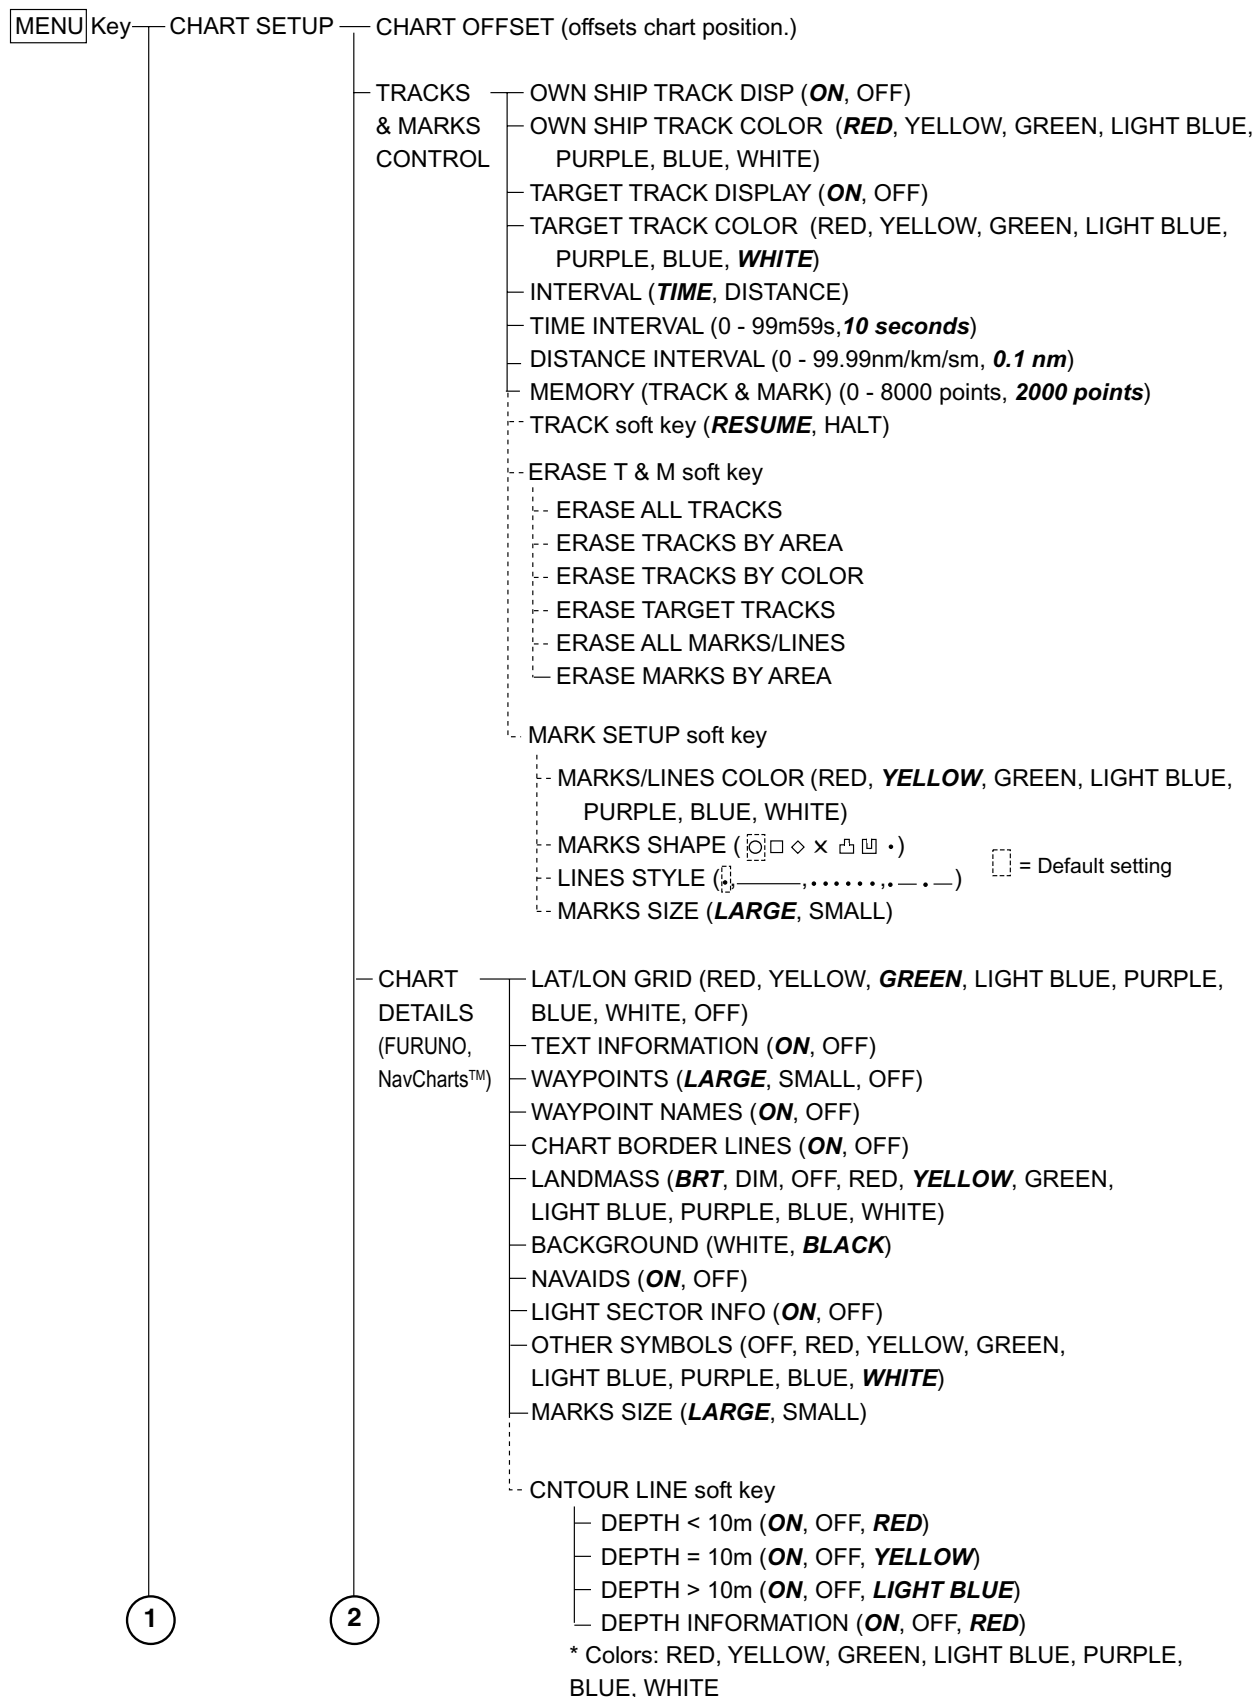 MENU Key CHART SETUP CHART OFFSET (offsets chart position.)
TRACKS
& MARKS
CONTROL
OWN SHIP TRACK DISP (ON, OFF)
OWN SHIP TRACK COLOR (RED, YELLOW, GREEN, LIGHT BLUE,
PURPLE, BLUE, WHITE)
TARGET TRACK DISPLAY (ON, OFF)
TARGET TRACK COLOR (RED, YELLOW, GREEN, LIGHT BLUE,
PURPLE, BLUE, WHITE)
INTERVAL (TIME, DISTANCE)
TIME INTERVAL (0 - 99m59s,10 seconds)
DISTANCE INTERVAL (0 - 99.99nm/km/sm, 0.1 nm)
MEMORY (TRACK & MARK) (0 - 8000 points, 2000 points)
TRACK soft key (RESUME, HALT)
ERASE T & M soft key
ERASE ALL TRACKS
ERASE TRACKS BY AREA
ERASE TRACKS BY COLOR
ERASE TARGET TRACKS
ERASE ALL MARKS/LINES
ERASE MARKS BY AREA
MARK SETUP soft key
MARKS/LINES COLOR (RED, YELLOW, GREEN, LIGHT BLUE,
PURPLE, BLUE, WHITE)
MARKS SHAPE ( )
= Default setting
LINES STYLE ( )
MARKS SIZE (LARGE, SMALL)
CHART
DETAILS
(FURUNO,
NavCharts™)
LAT/LON GRID (RED, YELLOW, GREEN, LIGHT BLUE, PURPLE,
BLUE, WHITE, OFF)
TEXT INFORMATION (ON, OFF)
WAYPOINTS (LARGE, SMALL, OFF)
WAYPOINT NAMES (ON, OFF)
CHART BORDER LINES (ON, OFF)
LANDMASS (BRT, DIM, OFF, RED, YELLOW, GREEN,
LIGHT BLUE, PURPLE, BLUE, WHITE)
BACKGROUND (WHITE, BLACK)
NAVAIDS (ON, OFF)
LIGHT SECTOR INFO (ON, OFF)
OTHER SYMBOLS (OFF, RED, YELLOW, GREEN,
LIGHT BLUE, PURPLE, BLUE, WHITE)
MARKS SIZE (LARGE, SMALL)
CNTOUR LINE soft key
DEPTH < 10m (ON, OFF, RED)
DEPTH = 10m (ON, OFF, YELLOW)
DEPTH > 10m (ON, OFF, LIGHT BLUE)
DEPTH INFORMATION (ON, OFF, RED)
* Colors: RED, YELLOW, GREEN, LIGHT BLUE, PURPLE,
BLUE, WHITE
1
2